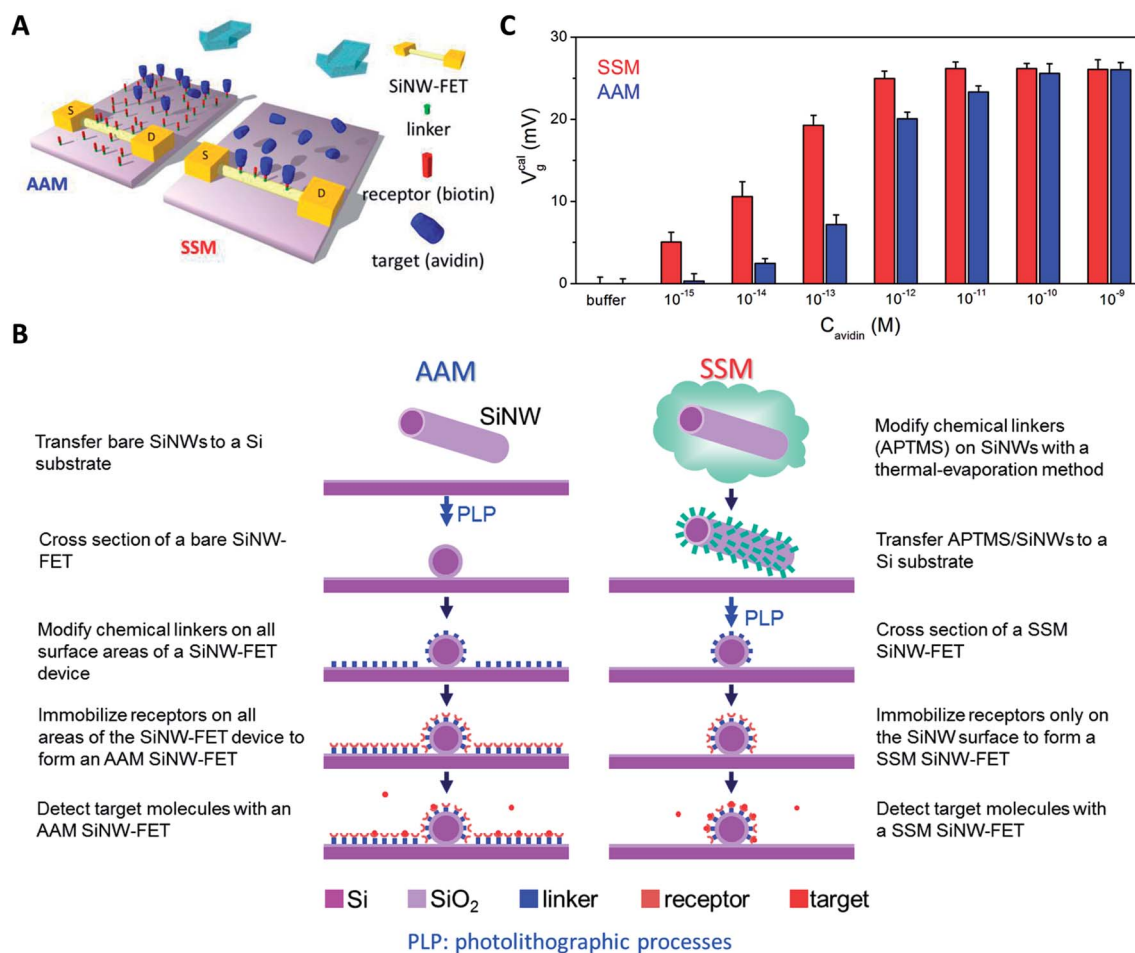 A
S
D
AAM
S
D
SSM
SiNW-FET
linker
receptor (biotin)
target (avidin)
C
SSM
AAM
V_g^cal (mV)
30
20
10
0
buffer 10^-15 10^-14 10^-13 10^-12 10^-11 10^-10 10^-9
C_avidin (M)
B
AAM
SSM
SiNW
Transfer bare SiNWs to a Si
substrate
PLP
Cross section of a bare SiNW-
FET
Modify chemical linkers on all
surface areas of a SiNW-FET
device
Immobilize receptors on all
areas of the SiNW-FET device to
form an AAM SiNW-FET
Detect target molecules with an
AAM SiNW-FET
Modify chemical linkers
(APTMS) on SiNWs with a
thermal-evaporation method
Transfer APTMS/SiNWs to a
Si substrate
PLP
Cross section of a SSM
SiNW-FET
Immobilize receptors only on
the SiNW surface to form a
SSM SiNW-FET
Detect target molecules with
a SSM SiNW-FET
Si SiO₂ linker receptor target
PLP: photolithographic processes